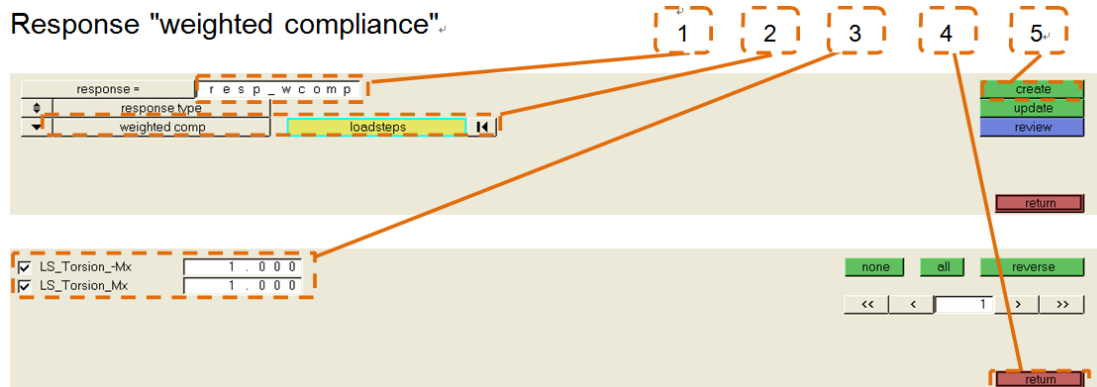 Response "weighted compliance"
1 2 3 4 5
response = resp_wcomp create
response type update
weighted comp loadsteps review
return
LS_Torsion_-Mx 1.000 none all reverse
LS_Torsion_Mx 1.000
<< < 1 > >>
return